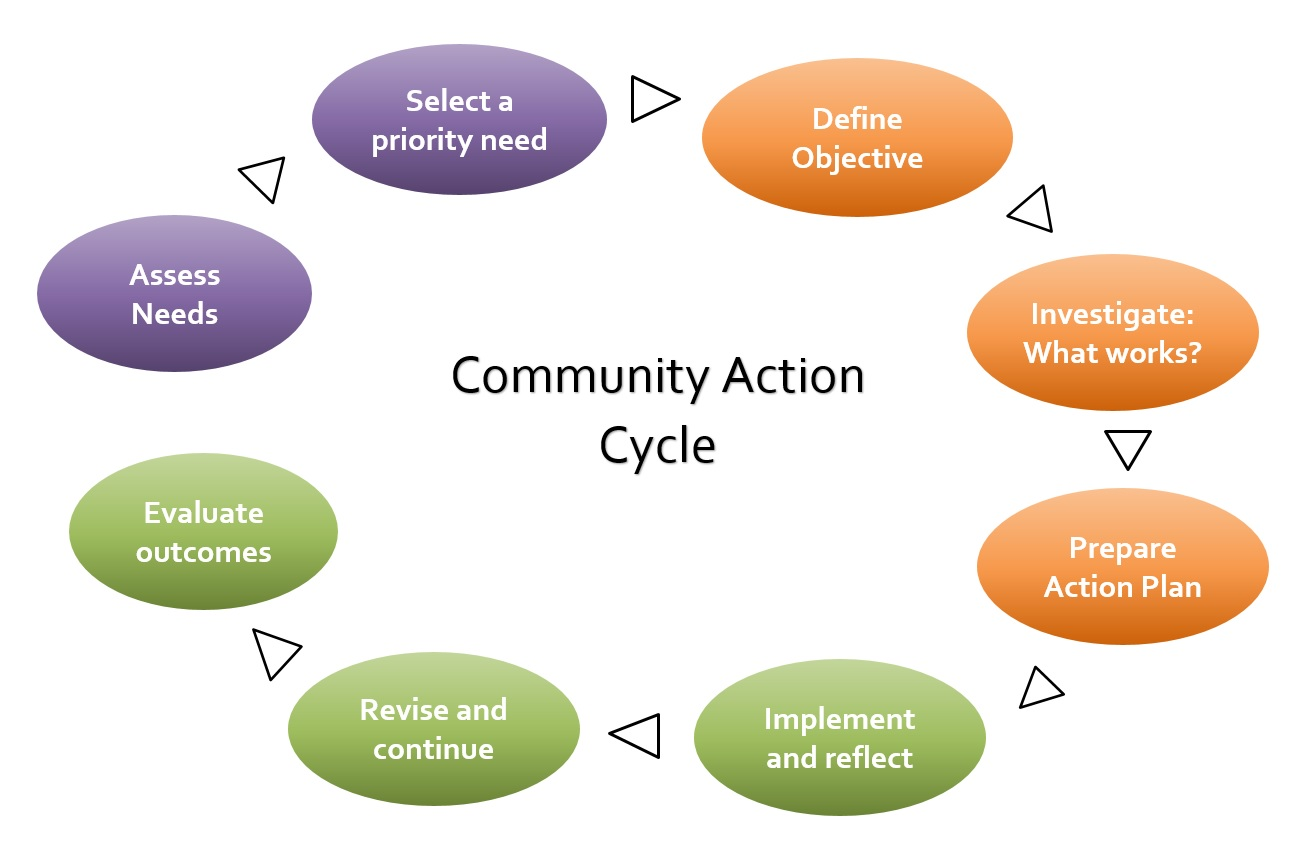 Select a
priority need
Define
Objective
Assess
Needs
Investigate:
What works?
Community Action
Cycle
Evaluate
outcomes
Prepare
Action Plan
Revise and
continue
Implement
and reflect